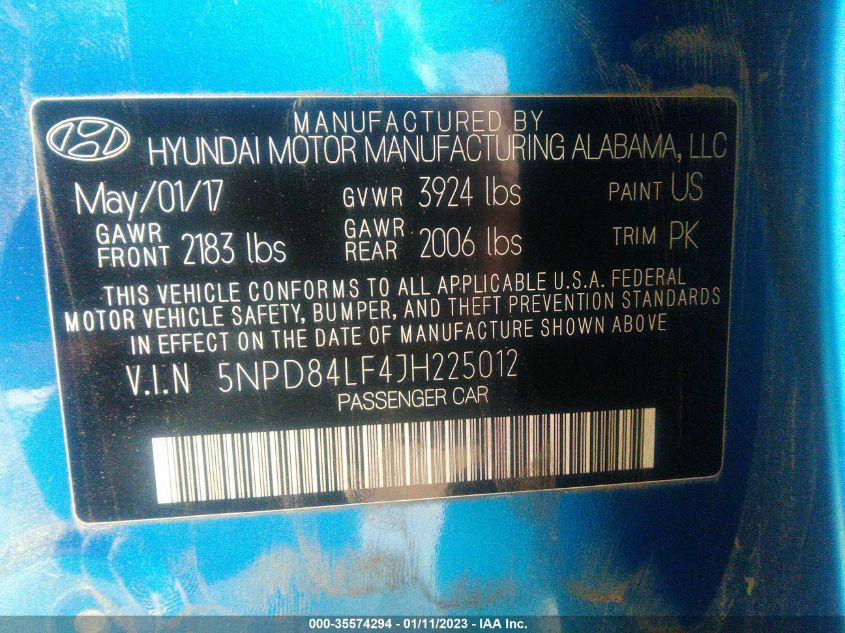 MANUFACTURED BY
HYUNDAI MOTOR MANUFACTURING ALABAMA, LLC
May/01/17 GVWR 3924 lbs PAINT US
GAWR FRONT 2183 lbs GAWR REAR 2006 lbs TRIM PK
THIS VEHICLE CONFORMS TO ALL APPLICABLE U.S.A. FEDERAL
MOTOR VEHICLE SAFETY, BUMPER, AND THEFT PREVENTION STANDARDS
IN EFFECT ON THE DATE OF MANUFACTURE SHOWN ABOVE
V.I.N 5NPD84LF4JH225012
PASSENGER CAR
000-35574294 - 01/11/2023 - IAA Inc.